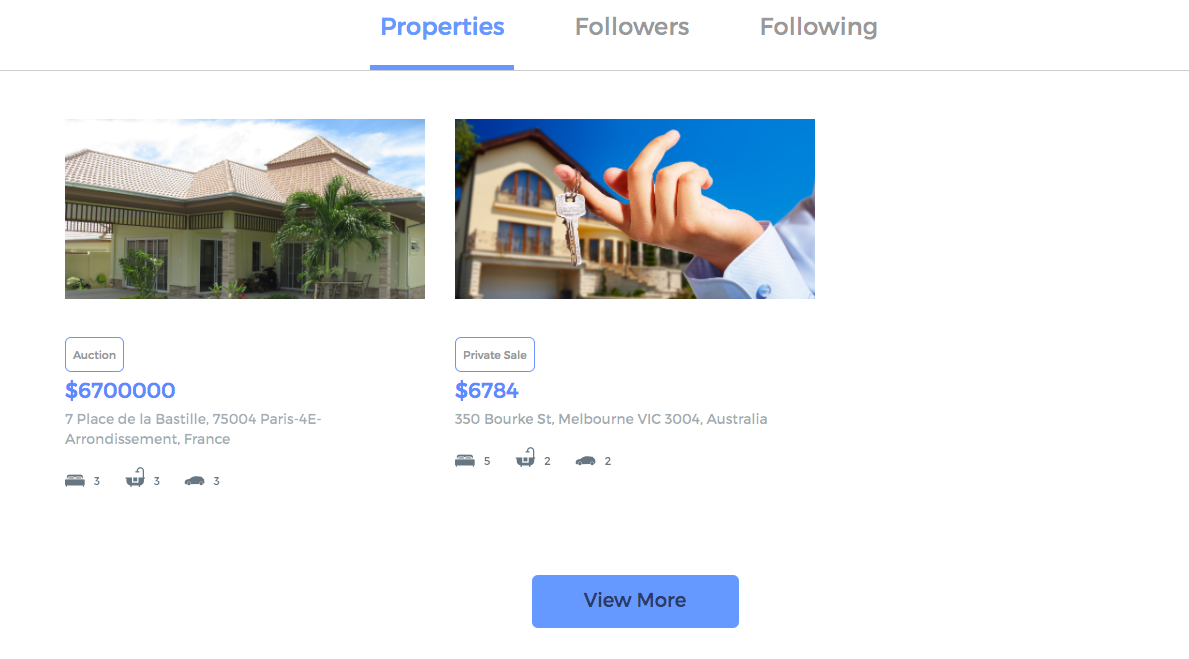 Properties Followers Following
Auction
$6700000
7 Place de la Bastille, 75004 Paris-4E-
Arrondissement, France
3 3 3
Private Sale
$6784
350 Bourke St, Melbourne VIC 3004, Australia
5 2 2
View More